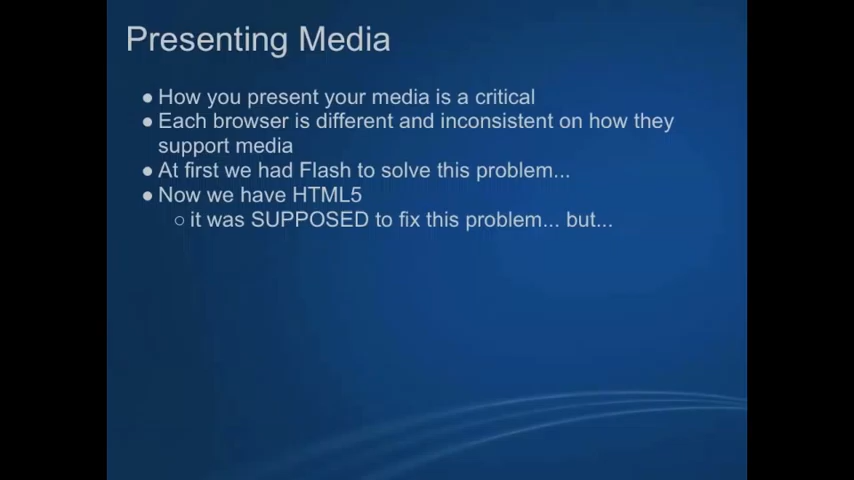 Presenting Media
● How you present your media is a critical
● Each browser is different and inconsistent on how they
support media
● At first we had Flash to solve this problem...
● Now we have HTML5
○ it was SUPPOSED to fix this problem... but...